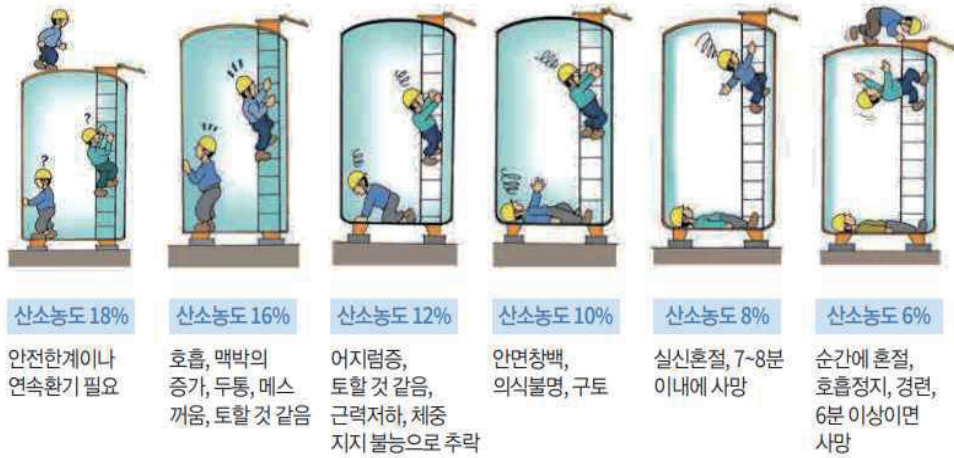 산소농도 18%
안전한계이나
연속환기 필요
산소농도 16%
호흡, 맥박의
증가, 두통, 메스
꺼움, 토할 것 같음
산소농도 12%
어지럼증,
토할 것 같음,
근력저하, 체중
지지 불능으로 추락
산소농도 10%
안면창백,
의식불명, 구토
산소농도 8%
실신혼절, 7~8분
이내에 사망
산소농도 6%
순간에 혼절,
호흡정지, 경련,
6분 이상이면
사망